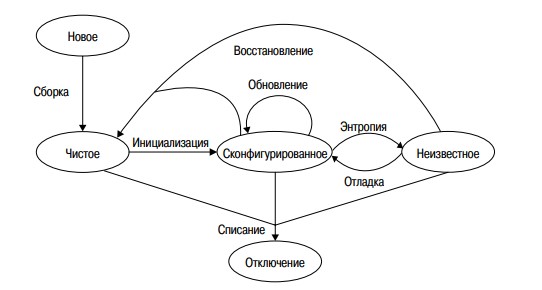 Новое
Восстановление
Сборка
Обновление
Энтропия
Инициализация
Чистое
Сконфигурированное
Неизвестное
Отладка
Списание
Отключение